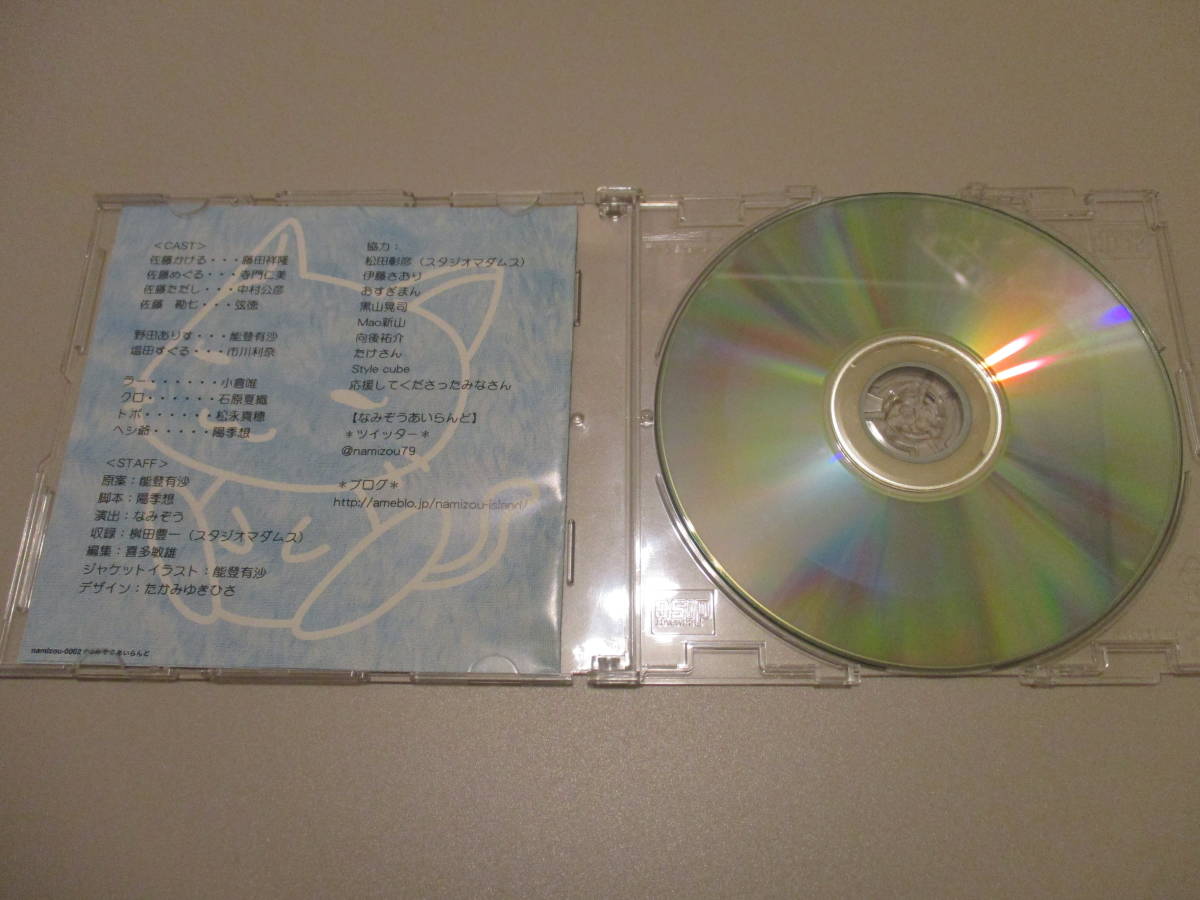 <CAST>
佐藤かける・・・勝田祥隆
佐藤めぐる・・・寺門仁美
佐藤ただし・・・中村公彦
佐藤 勘七・・・弦徳
野田ありす・・・能登有沙
増田すぐる・・・市川利奈
ラー・・・・・・小倉唯
クロ・・・・・・石原夏織
トポ・・・・・・松永真穂
ヘシ爺・・・・・陽季想
<STAFF>
原案:能登有沙
脚本:陽季想
演出:なみぞう
収録:桝田豊一(スタジオマダムス)
編集:喜多敏雄
ジャケットイラスト:能登有沙
デザイン:たかみゆきひさ
namizou-0002 なみぞうあいらんど
協力:
松田彰彦(スタジオマダムス)
伊藤さおり
おすぎまん
黒山晃司
Mao新山
向後祐介
たけさん
Style cube
応援してくださったみなさん
【なみぞうあいらんど】
＊ツイッター＊
@namizou79
＊ブログ＊
http://ameblo.jp/namizou-island/